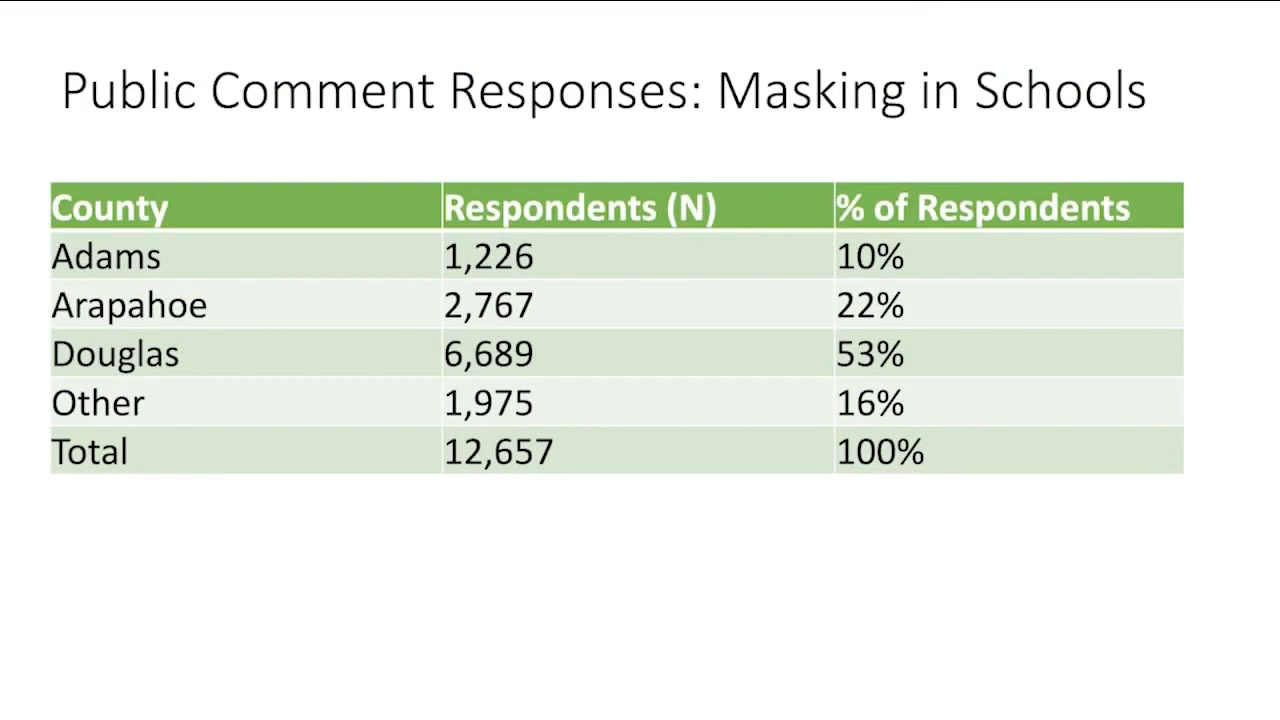 Public Comment Responses: Masking in Schools
County Respondents (N) % of Respondents
Adams 1,226 10%
Arapahoe 2,767 22%
Douglas 6,689 53%
Other 1,975 16%
Total 12,657 100%